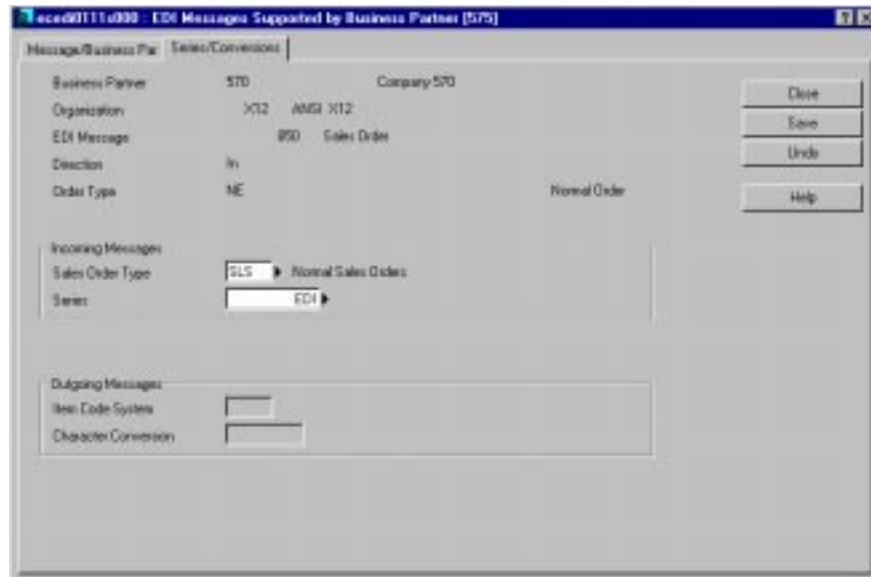 ecedi0111s000 : EDI Messages Supported by Business Partner [575]
Message/Business Par Series/Conversions
Business Partner 570 Company 570
Organization X12 ANSI X12
EDI Message 850 Sales Order
Direction In
Order Type NE Normal Order
Close
Save
Undo
Help
Incoming Messages
Sales Order Type SLS Normal Sales Orders
Series EDI
Outgoing Messages
Item Code System
Character Conversion